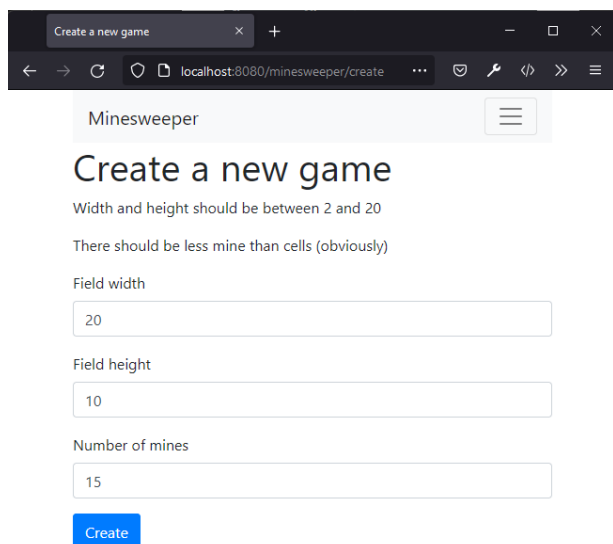 Create a new game
localhost:8080/minesweeper/create
Minesweeper
Create a new game
Width and height should be between 2 and 20
There should be less mine than cells (obviously)
Field width
20
Field height
10
Number of mines
15
Create